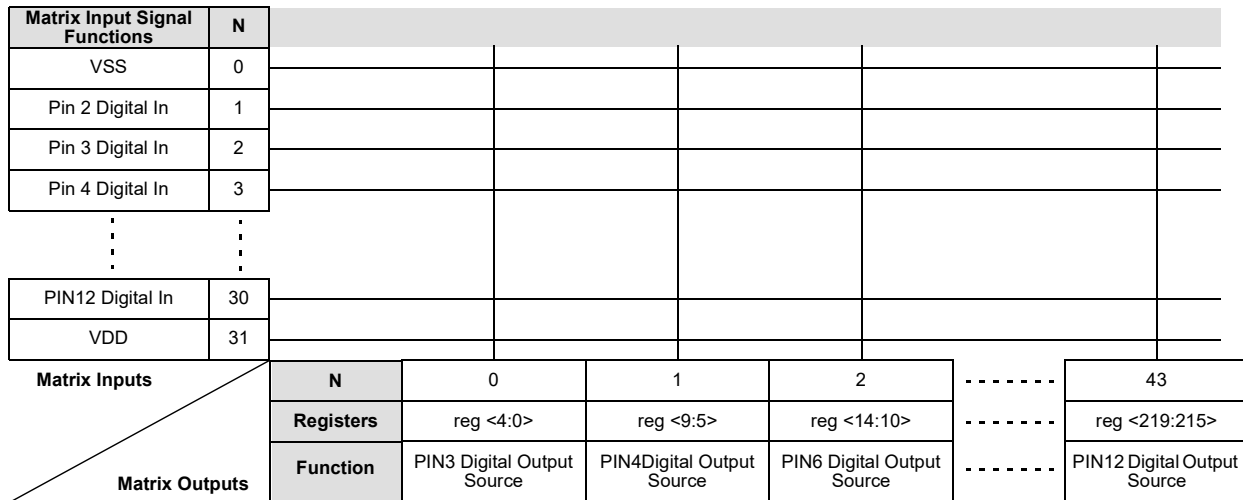 Matrix Input Signal
Functions
N
VSS
0
Pin 2 Digital In
1
Pin 3 Digital In
2
Pin 4 Digital In
3
PIN12 Digital In
30
VDD
31
Matrix Inputs
Matrix Outputs
N
0
1
2
43
Registers
reg <4:0>
reg <9:5>
reg <14:10>
reg <219:215>
Function
PIN3 Digital Output
Source
PIN4Digital Output
Source
PIN6 Digital Output
Source
PIN12 Digital Output
Source